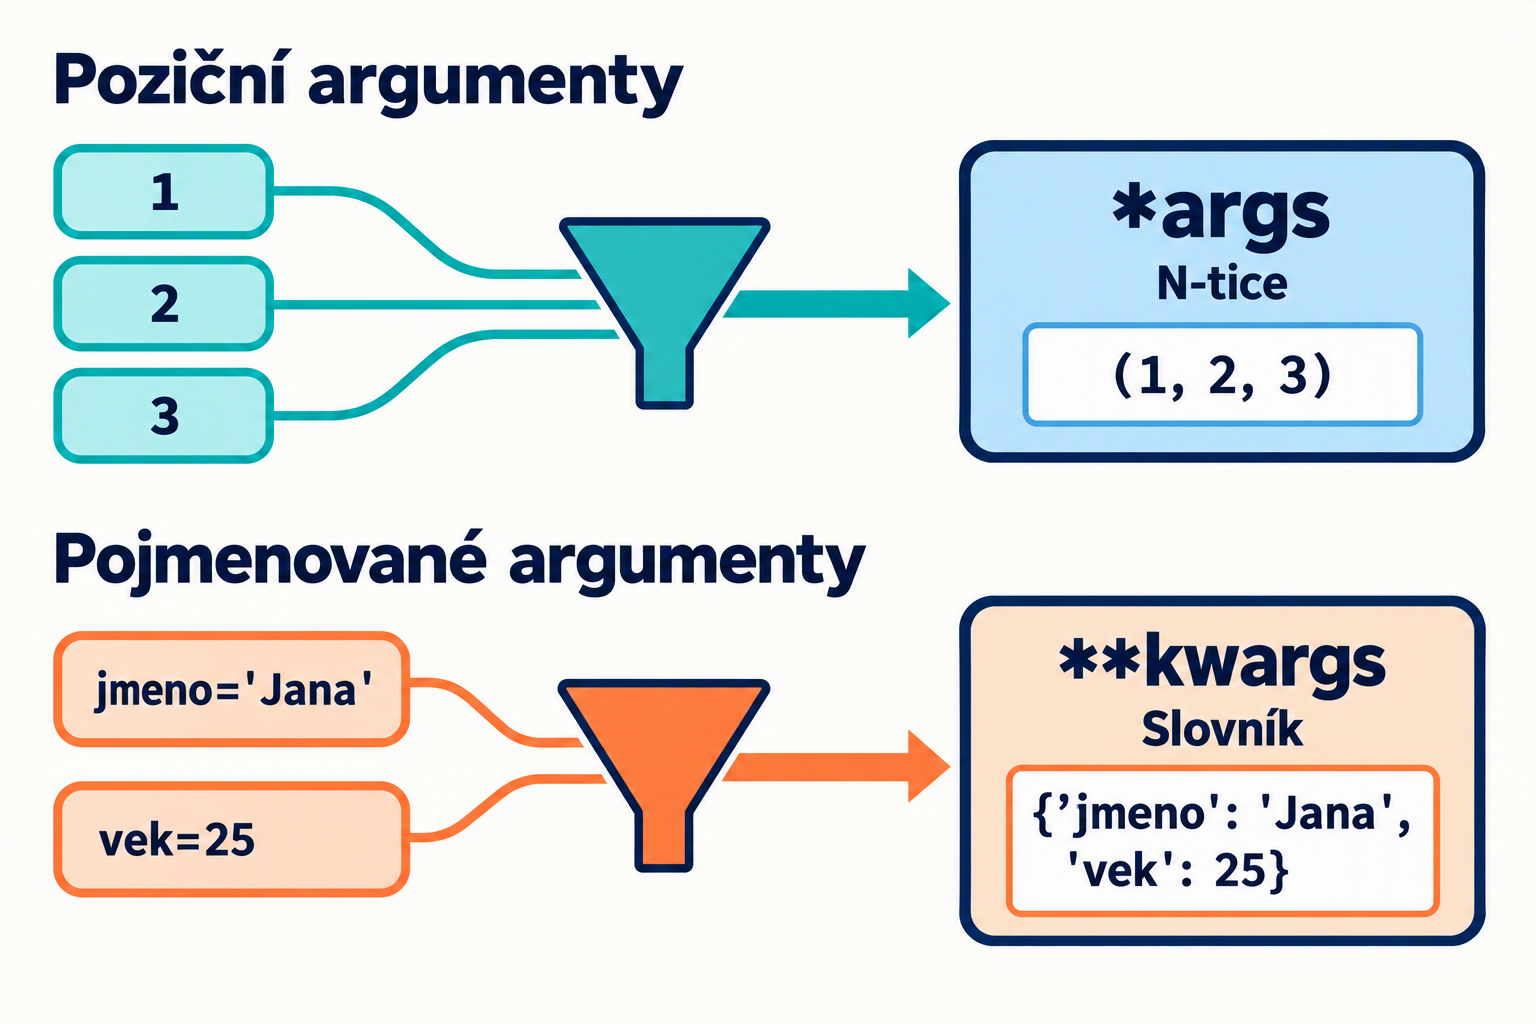 Poziční argumenty
1
2
3
*args
N-tice
(1, 2, 3)
Pojmenované argumenty
jmeno='Jana'
vek=25
**kwargs
Slovník
{’jmeno': 'Jana',
'vek': 25}